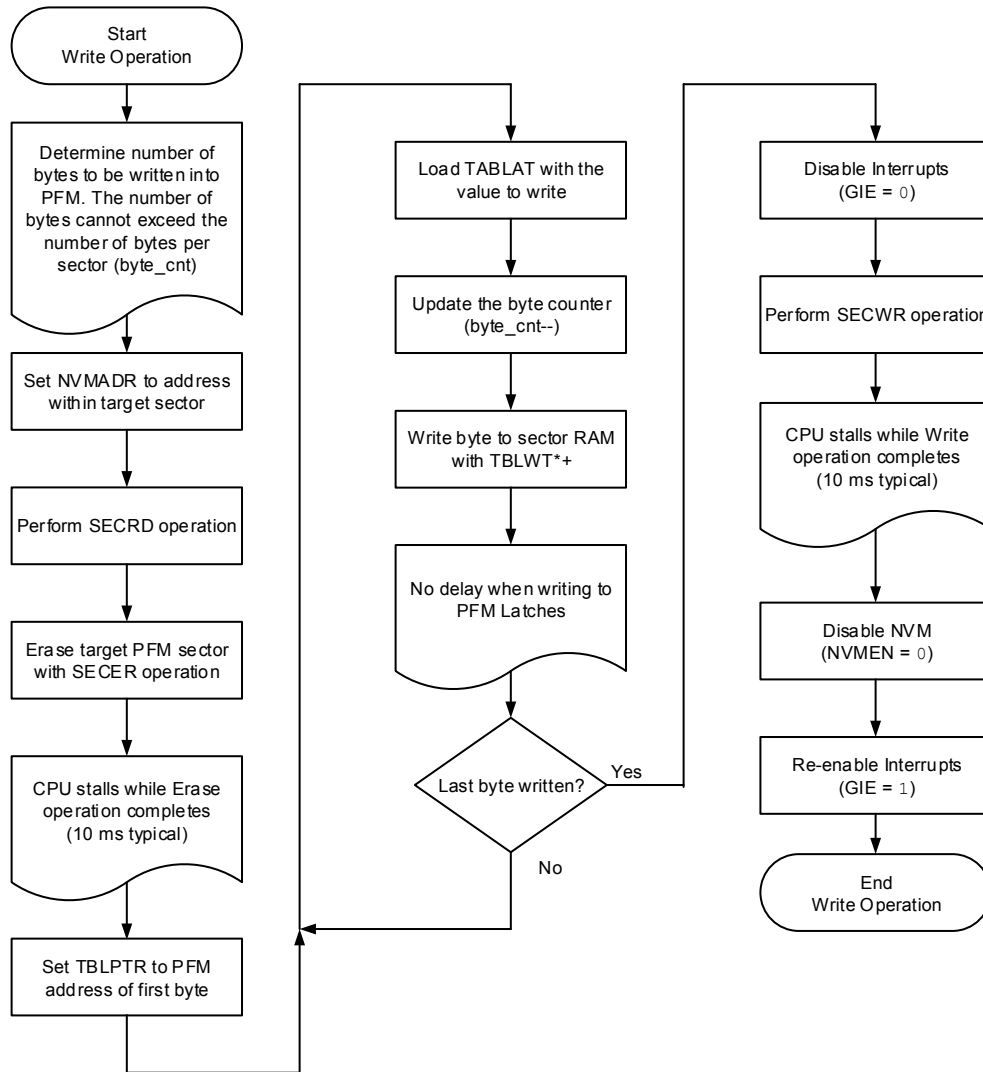 Start
Write Operation
Determine number of
bytes to be written into
PFM. The number of
bytes cannot exceed the
number of bytes per
sector (byte_cnt)
Set NVMADR to address
within target sector
Perform SECRD operation
Erase target PFM sector
with SECER operation
CPU stalls while Erase
operation completes
(10 ms typical)
Set TBLPTR to PFM
address of first byte
Load TABLAT with the
value to write
Update the byte counter
(byte_cnt--)
Write byte to sector RAM
with TBLWT*+
No delay when writing to
PFM Latches
Last byte written?
Yes
No
Disable Interrupts
(GIE = 0)
Perform SECWR operation
CPU stalls while Write
operation completes
(10 ms typical)
Disable NVM
(NVMEN = 0)
Re-enable Interrupts
(GIE = 1)
End
Write Operation